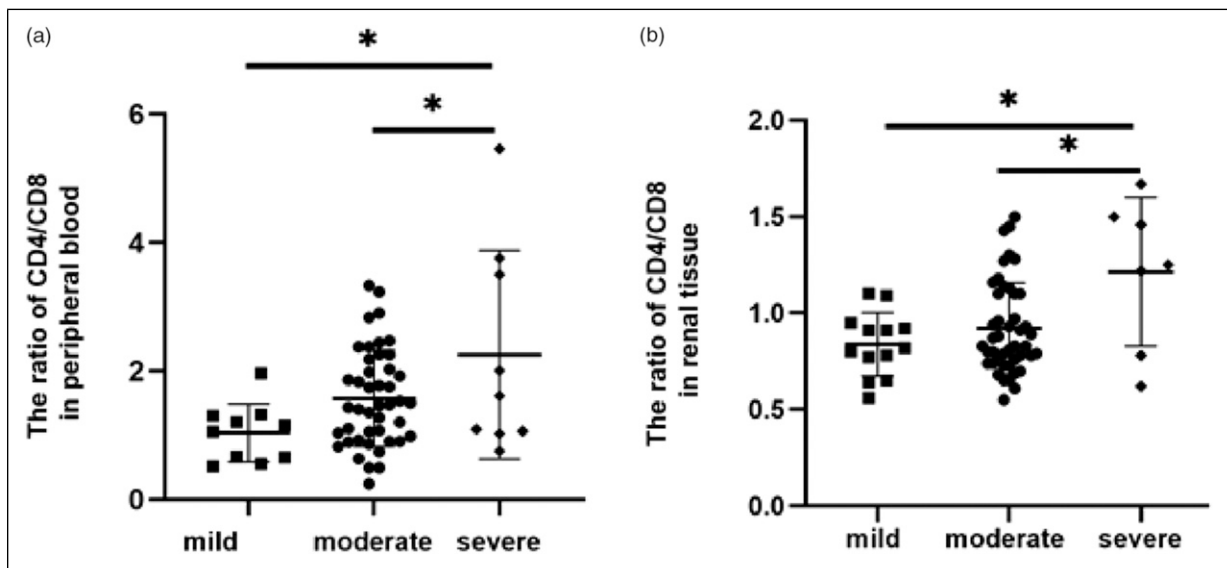 (a)
*
*
The ratio of CD4/CD8
in peripheral blood
6
4
2
0
mild moderate severe
(b)
*
*
The ratio of CD4/CD8
in renal tissue
2.0
1.5
1.0
0.5
0.0
mild moderate severe